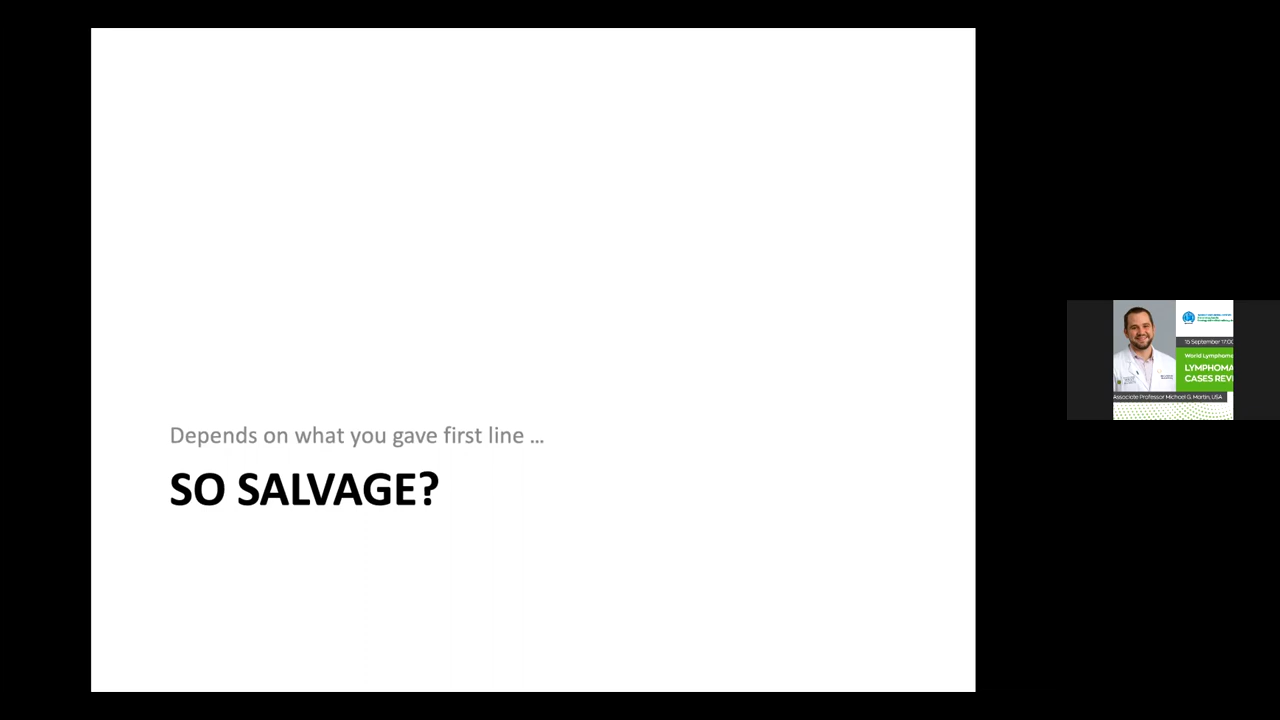 Depends on what you gave first line …
SO SALVAGE?
15 September 17:00
World Lymphoma
LYMPHOMA
CASES REVI
Associate Professor Michael G. Martin, USA